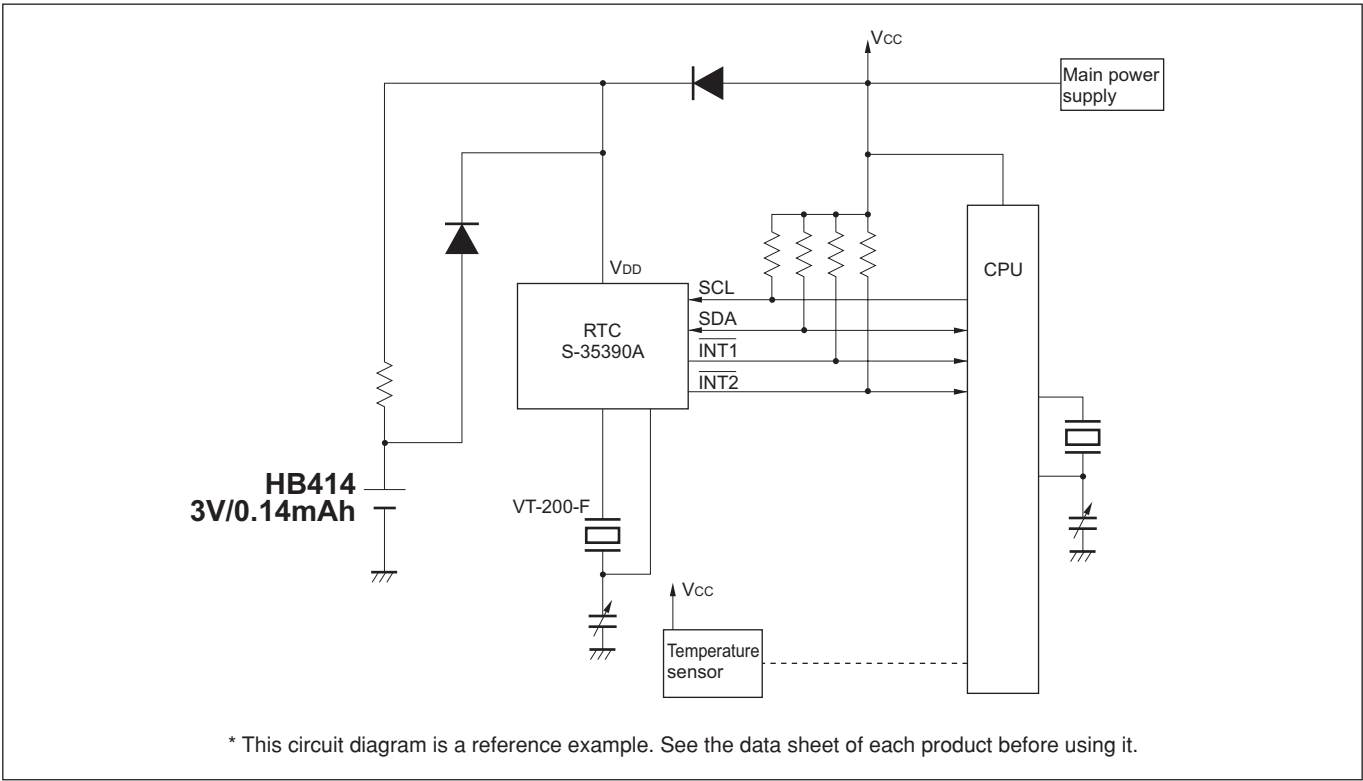 Vcc
Main power
supply
VDD
CPU
SCL
RTC
S-35390A
SDA
INT1
INT2
HB414
3V/0.14mAh
VT-200-F
Vcc
Temperature
sensor
* This circuit diagram is a reference example. See the data sheet of each product before using it.